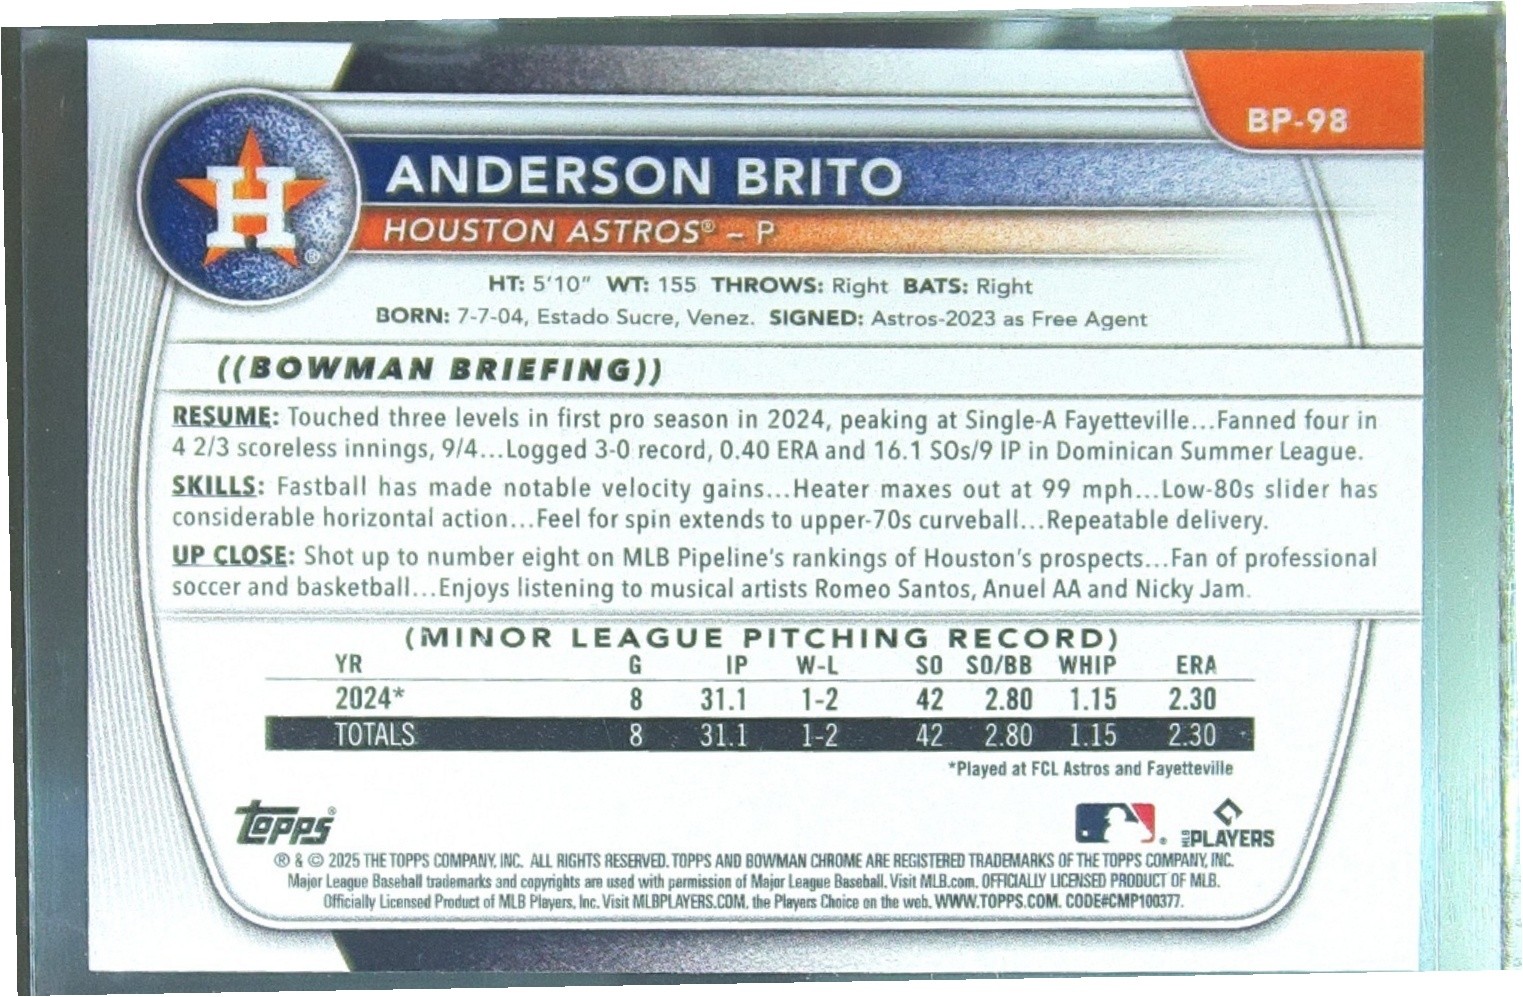 BP-98
ANDERSON BRITO
HOUSTON ASTROS® – P
HT: 5'10" WT: 155 THROWS: Right BATS: Right
BORN: 7-7-04, Estado Sucre, Venez. SIGNED: Astros-2023 as Free Agent
((BOWMAN BRIEFING))
RESUME: Touched three levels in first pro season in 2024, peaking at Single-A Fayetteville...Fanned four in
4 2/3 scoreless innings, 9/4...Logged 3-0 record, 0.40 ERA and 16.1 SOs/9 IP in Dominican Summer League.
SKILLS: Fastball has made notable velocity gains...Heater maxes out at 99 mph...Low-80s slider has
considerable horizontal action...Feel for spin extends to upper-70s curveball...Repeatable delivery.
UP CLOSE: Shot up to number eight on MLB Pipeline's rankings of Houston's prospects...Fan of professional
soccer and basketball...Enjoys listening to musical artists Romeo Santos, Anuel AA and Nicky Jam.
(MINOR LEAGUE PITCHING RECORD)
YR G IP W-L SO SO/BB WHIP ERA
2024* 8 31.1 1-2 42 2.80 1.15 2.30
TOTALS 8 31.1 1-2 42 2.80 1.15 2.30
*Played at FCL Astros and Fayetteville
H®
Topps®
MLB PLAYERS
® & © 2025 THE TOPPS COMPANY, INC. ALL RIGHTS RESERVED. TOPPS AND BOWMAN CHROME ARE REGISTERED TRADEMARKS OF THE TOPPS COMPANY, INC.
Major League Baseball trademarks and copyrights are used with permission of Major League Baseball. Visit MLB.com. OFFICIALLY LICENSED PRODUCT OF MLB.
Officially Licensed Product of MLB Players, Inc. Visit MLBPLAYERS.COM, the Players Choice on the web. WWW.TOPPS.COM. CODE#CMP100377.